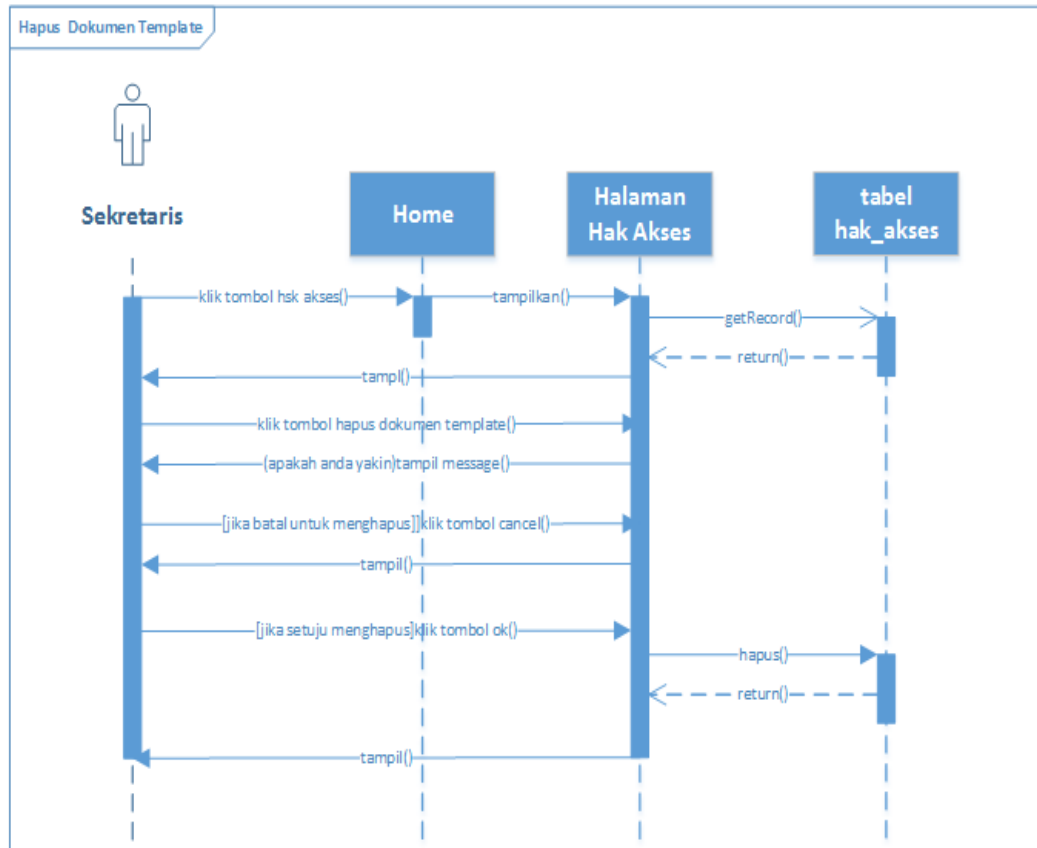 Hapus Dokumen Template
Sekretaris
Home
Halaman
Hak Akses
tabel
hak_akses
klik tombol hsk akses()
tampilkan()
getRecord()
return()
tampl()
klik tombol hapus dokumen template()
(apakah anda yakin)tampil message()
[jika batal untuk menghapus]]klik tombol cancel()
tampil()
[jika setuju menghapus]klik tombol ok()
hapus()
return()
tampil()